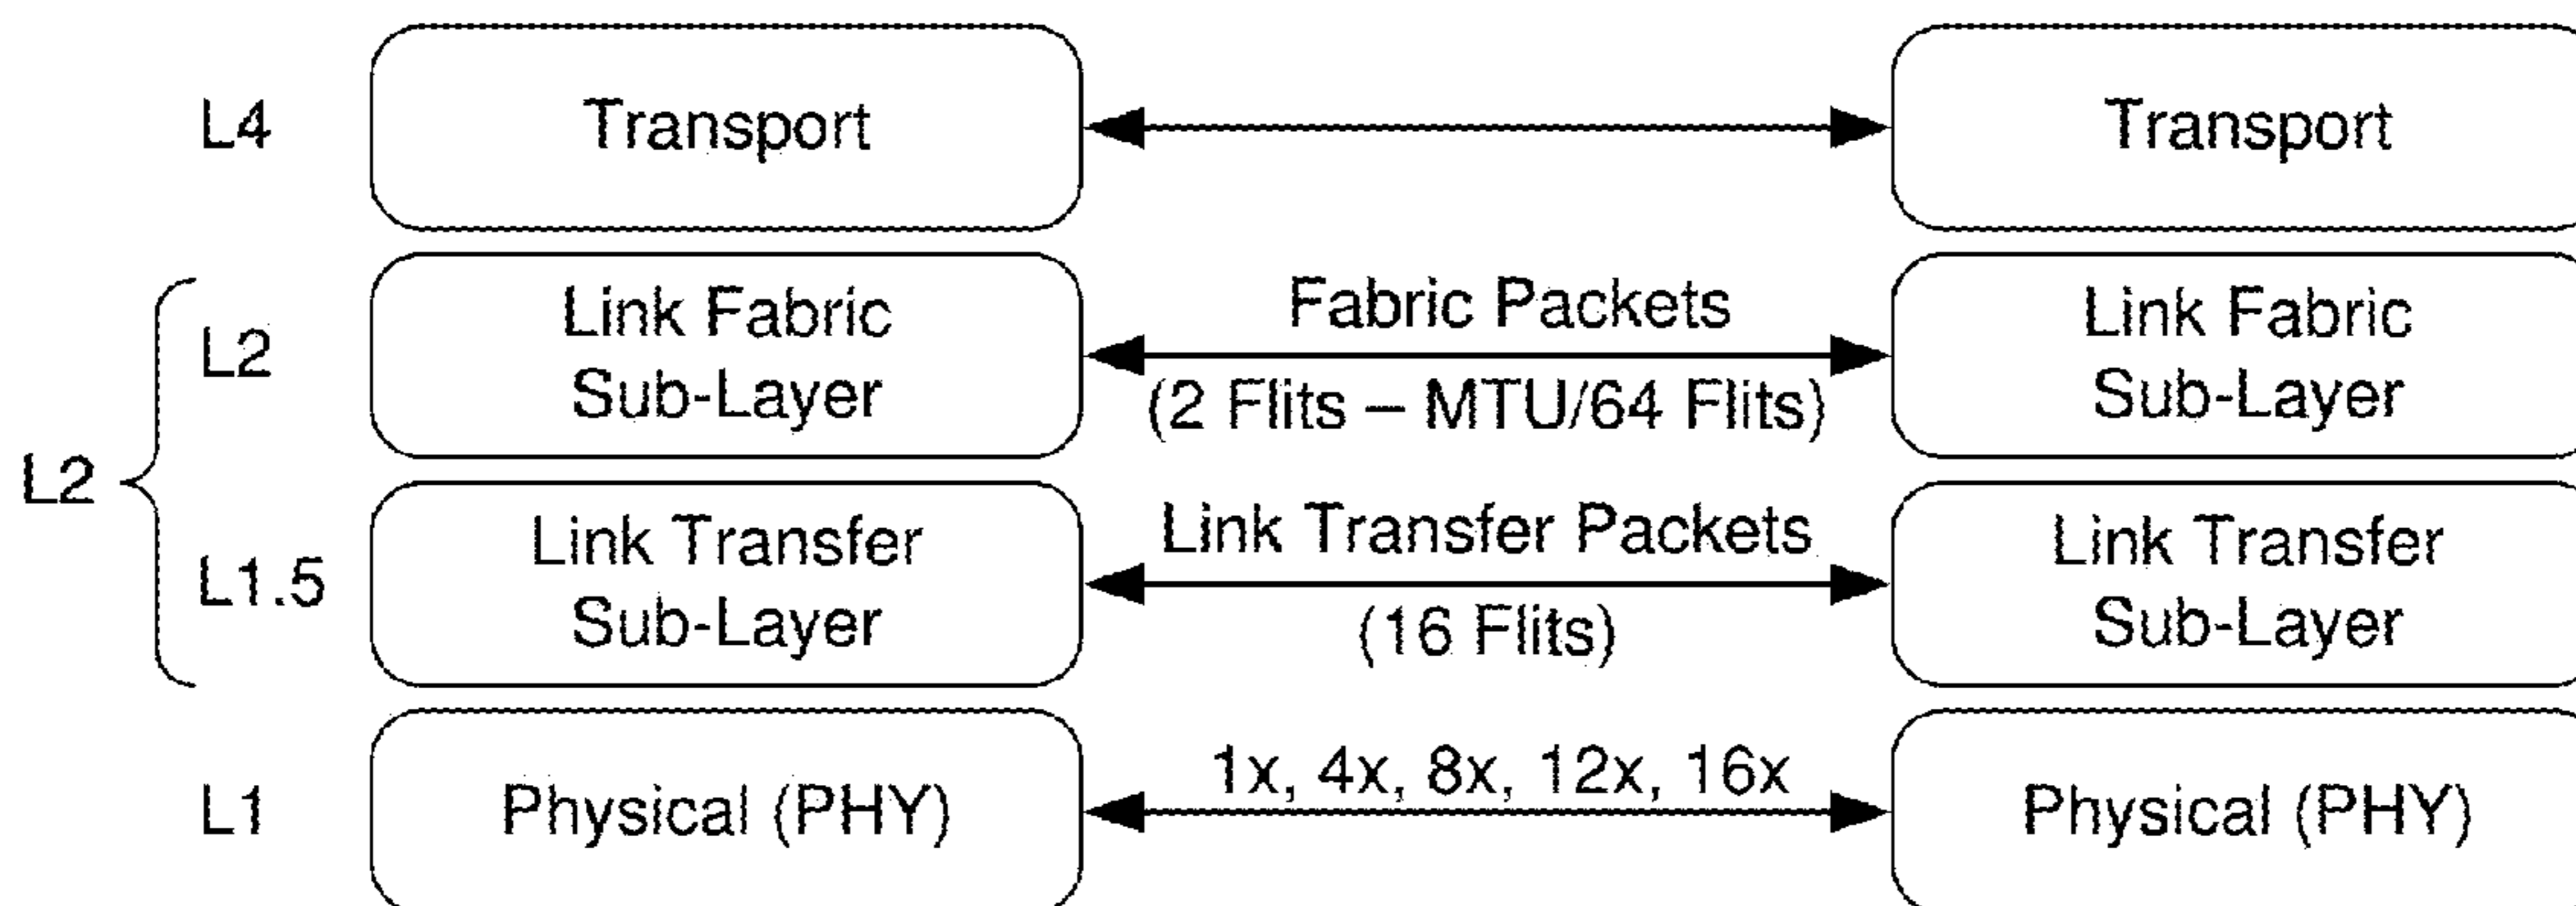 L4
Transport
Transport
L2
L2
Link Fabric
Sub-Layer
Fabric Packets
(2 Flits – MTU/64 Flits)
Link Fabric
Sub-Layer
L1.5
Link Transfer
Sub-Layer
Link Transfer Packets
(16 Flits)
Link Transfer
Sub-Layer
L1
Physical (PHY)
1x, 4x, 8x, 12x, 16x
Physical (PHY)